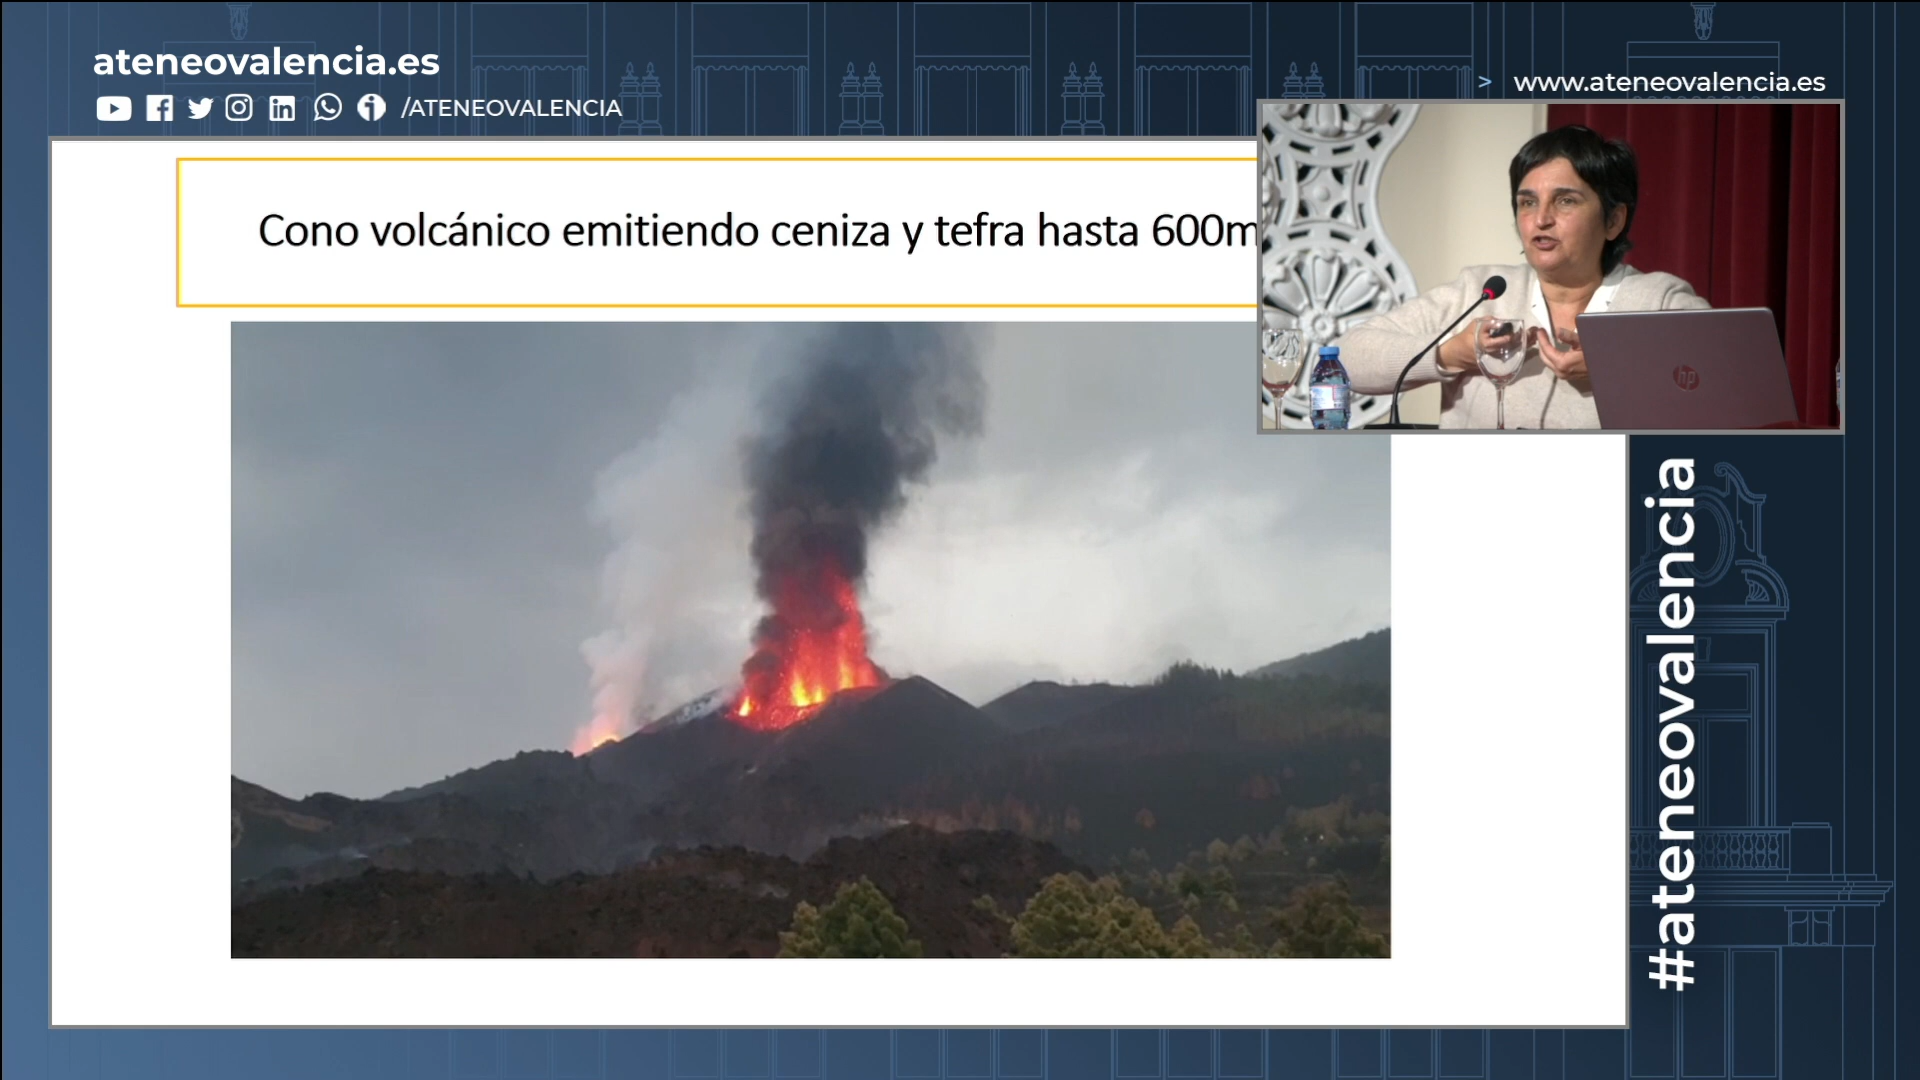 ateneovalencia.es
/ATENEOVALENCIA
> www.ateneovalencia.es
Cono volcánico emitiendo ceniza y tefra hasta 600m
hp
#ateneovalencia